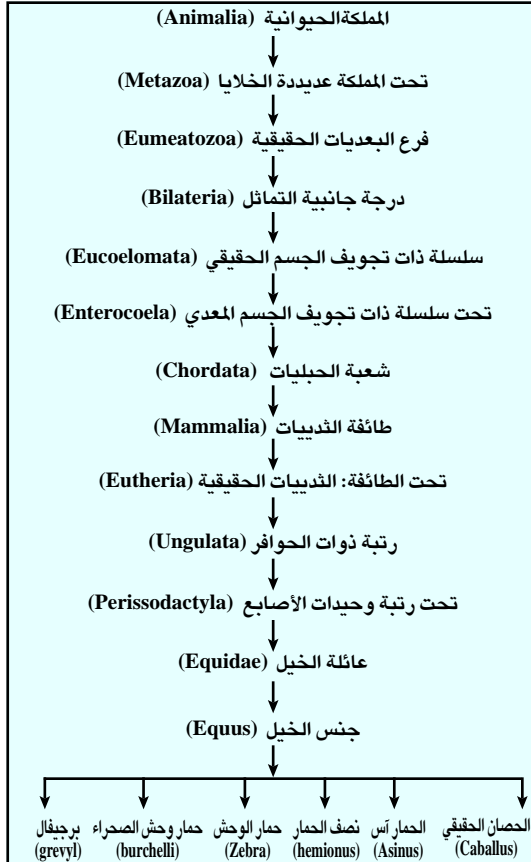 المملكة الحيوانية (Animalia)
تحت المملكة عديددة الخلايا (Metazoa)
فرع البعديات الحقيقية (Eumeatozoa)
درجة جانبية التماثل (Bilateria)
سلسلة ذات تجويف الجسم الحقيقي (Eucoelomata)
تحت سلسلة ذات تجويف الجسم المعدي (Enterocoela)
شعبة الحبليات (Chordata)
طائفة الثدييات (Mammalia)
تحت الطائفة: الثدييات الحقيقية (Eutheria)
رتبة ذوات الحوافر (Ungulata)
تحت رتبة وحيدات الأصابع (Perissodactyla)
عائلة الخيل (Equidae)
جنس الخيل (Equus)
الحصان الحقيقي الحمار آس نصف الحمار حمار الوحش حمار وحش الصحراء برجيفال
(Caballus) (Asinus) (hemionus) (Zebra) (burchelli) (grevyl)